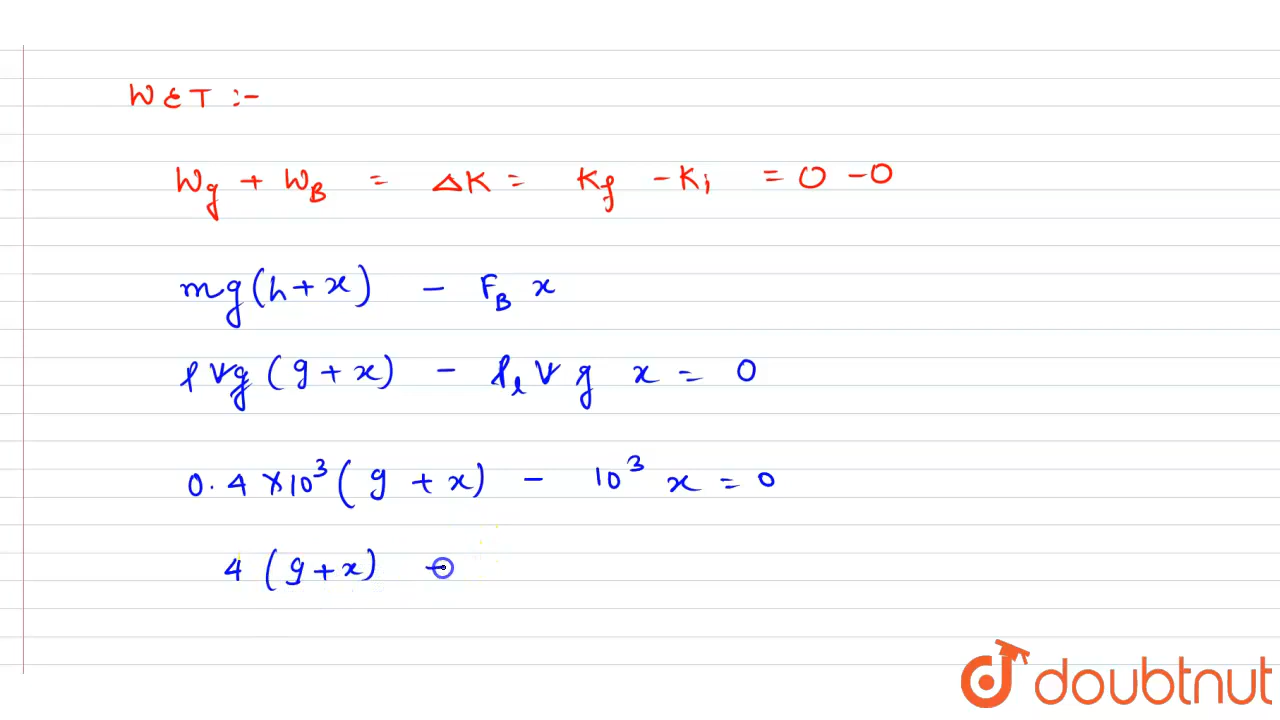 WET :-
Wg + WB = ΔK = Kf - Ki = 0 - 0
mg(h+x) - FB x
ρVg(9+x) - ρl V g x = 0
0.4×10³(9+x) - 10³ x = 0
4(9+x) -
doubtnut